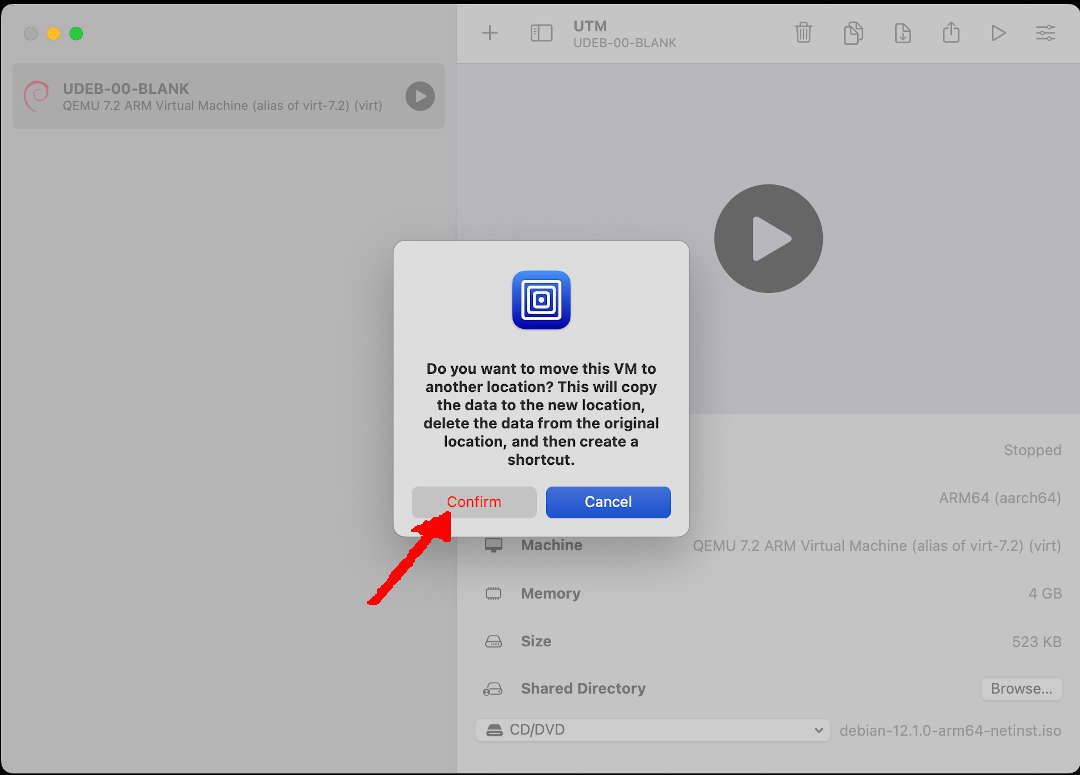 UTM
UDEB-00-BLANK
UDEB-00-BLANK
QEMU 7.2 ARM Virtual Machine (alias of virt-7.2) (virt)
Do you want to move this VM to
another location? This will copy
the data to the new location,
delete the data from the original
location, and then create a
shortcut.
Confirm
Cancel
Stopped
ARM64 (aarch64)
Machine
QEMU 7.2 ARM Virtual Machine (alias of virt-7.2) (virt)
Memory
4 GB
Size
523 KB
Shared Directory
Browse...
CD/DVD
debian-12.1.0-arm64-netinst.iso